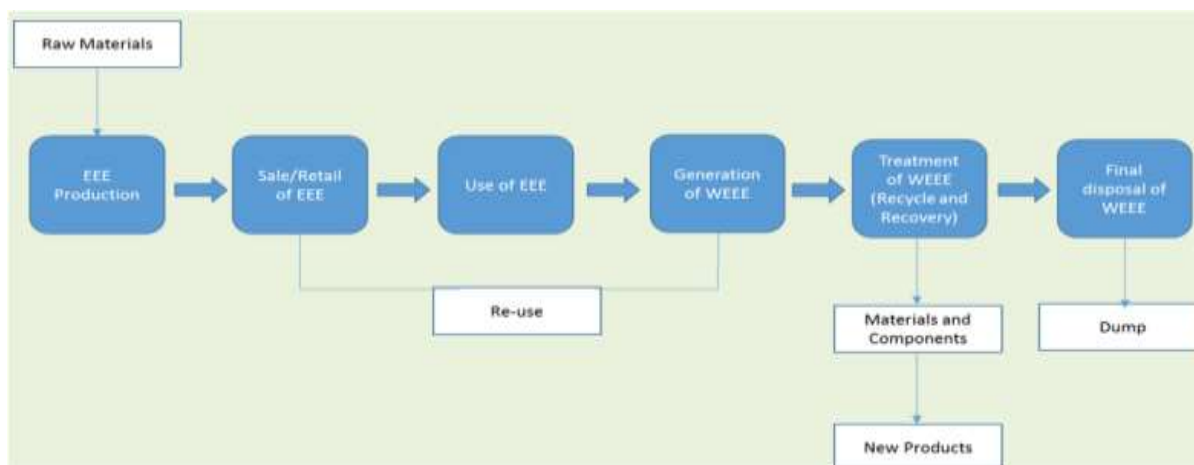 Raw Materials
EEE
Production
Sale/Retail
of EEE
Use of EEE
Generation
of WEEE
Treatment
of WEEE
(Recycle and
Recovery)
Final
disposal of
WEEE
Re-use
Materials and
Components
Dump
New Products